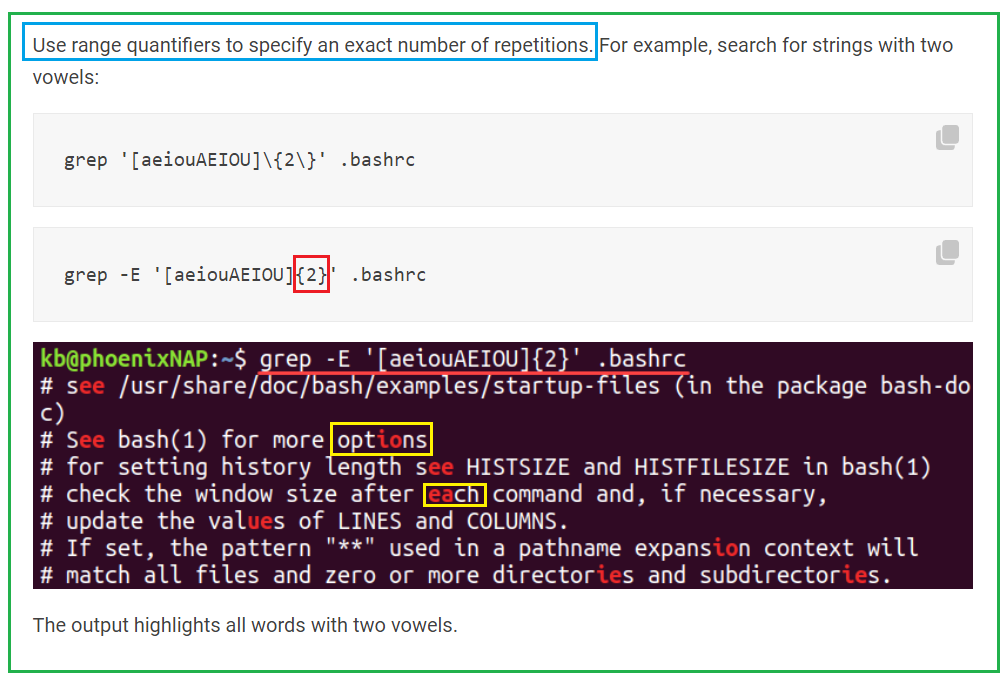 Use range quantifiers to specify an exact number of repetitions. For example, search for strings with two
vowels:
grep '[aeiouAEIOU]\{2\}' .bashrc
grep -E '[aeiouAEIOU]{2}' .bashrc
kb@phoenixNAP:~$ grep -E '[aeiouAEIOU]{2}' .bashrc
# see /usr/share/doc/bash/examples/startup-files (in the package bash-do
c)
# See bash(1) for more options
# for setting history length see HISTSIZE and HISTFILESIZE in bash(1)
# check the window size after each command and, if necessary,
# update the values of LINES and COLUMNS.
# If set, the pattern "**" used in a pathname expansion context will
# match all files and zero or more directories and subdirectories.
The output highlights all words with two vowels.